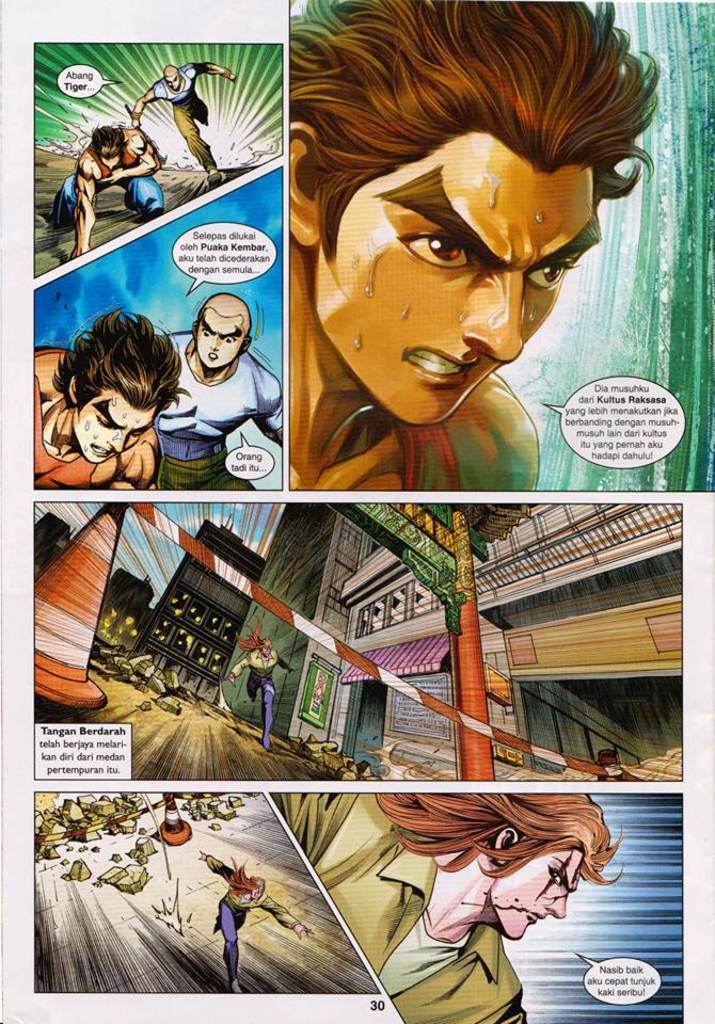 Abang
Tiger...
Selepas dilukai
oleh Puaka Kembar,
aku telah dicederakan
dengan semula...
Orang
tadi itu...
Dia musuhku
dari Kultus Raksasa
yang lebih menakutkan jika
berbanding dengan musuh-
musuh lain dari kultus
itu yang pernah aku
hadapi dahulu!
Tangan Berdarah
telah berjaya melari-
kan diri dari medan
pertempuran itu.
Nasib baik
aku cepat tunjuk
kaki seribu!
30